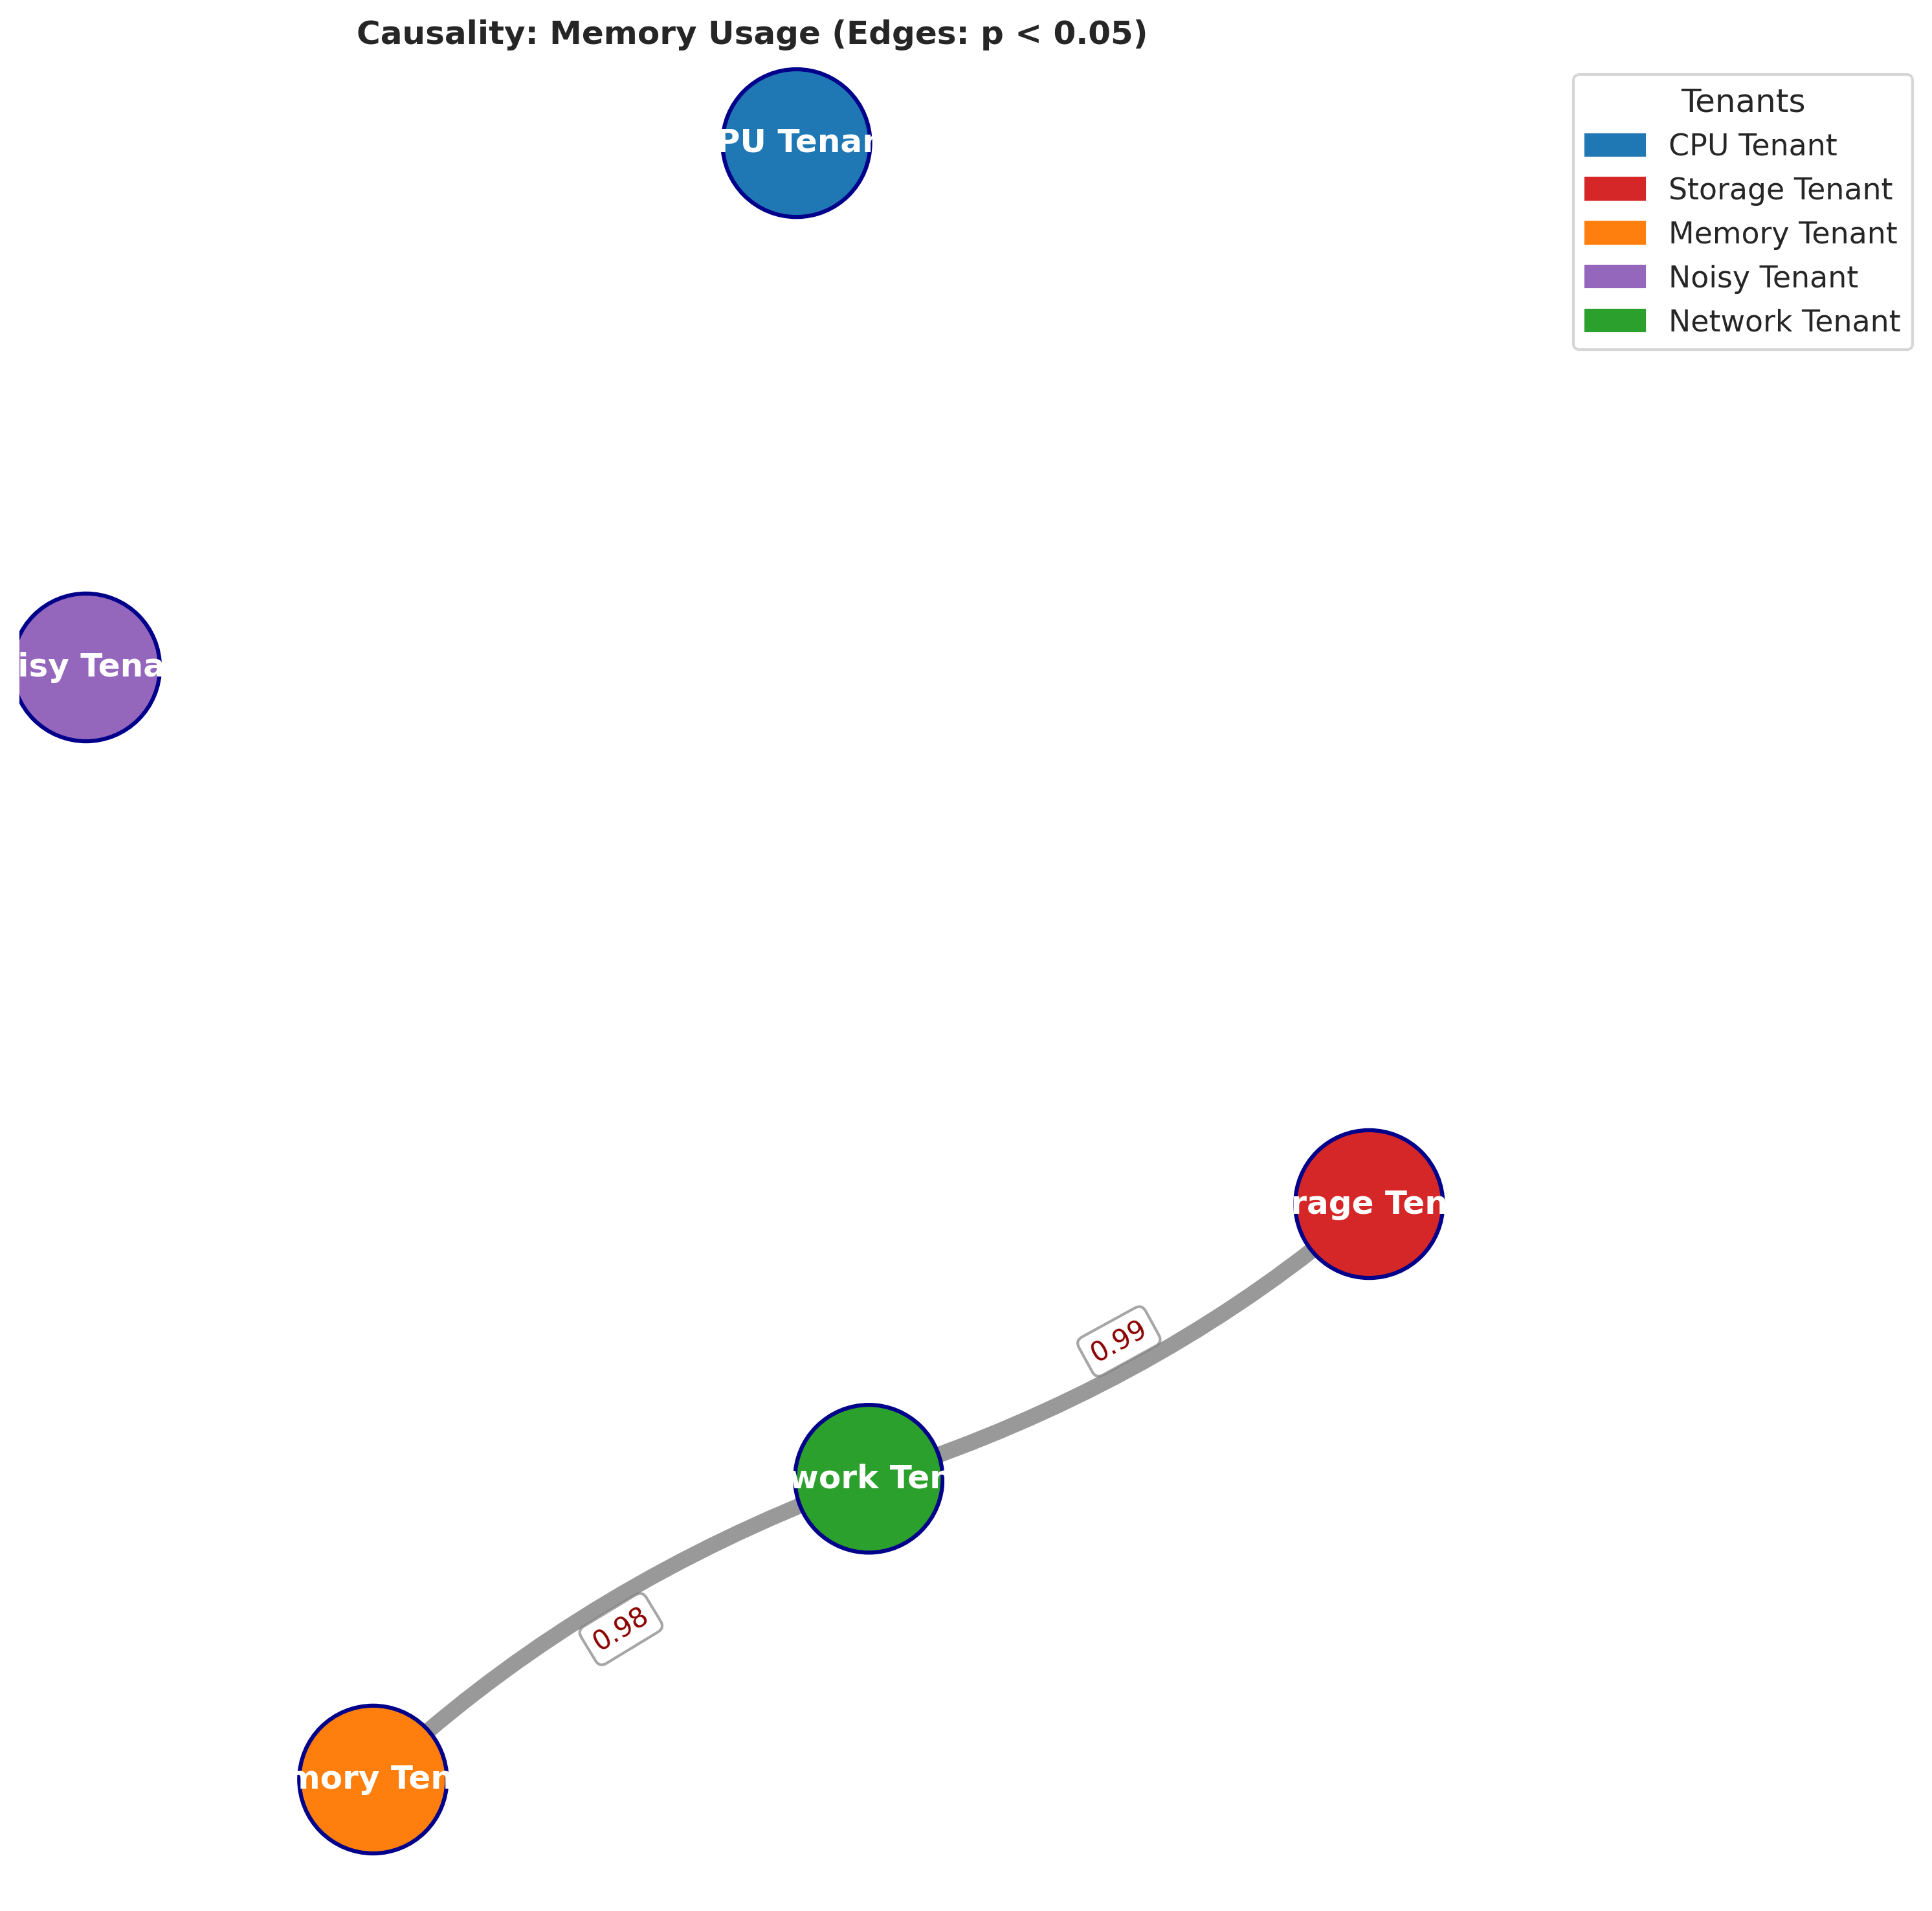 Causality: Memory Usage (Edges: p < 0.05)
Tenants
CPU Tenant
Storage Tenant
Memory Tenant
Noisy Tenant
Network Tenant
PU Tenan
isy Tena
rage Ten
0.99
work Ten
0.98
mory Ten